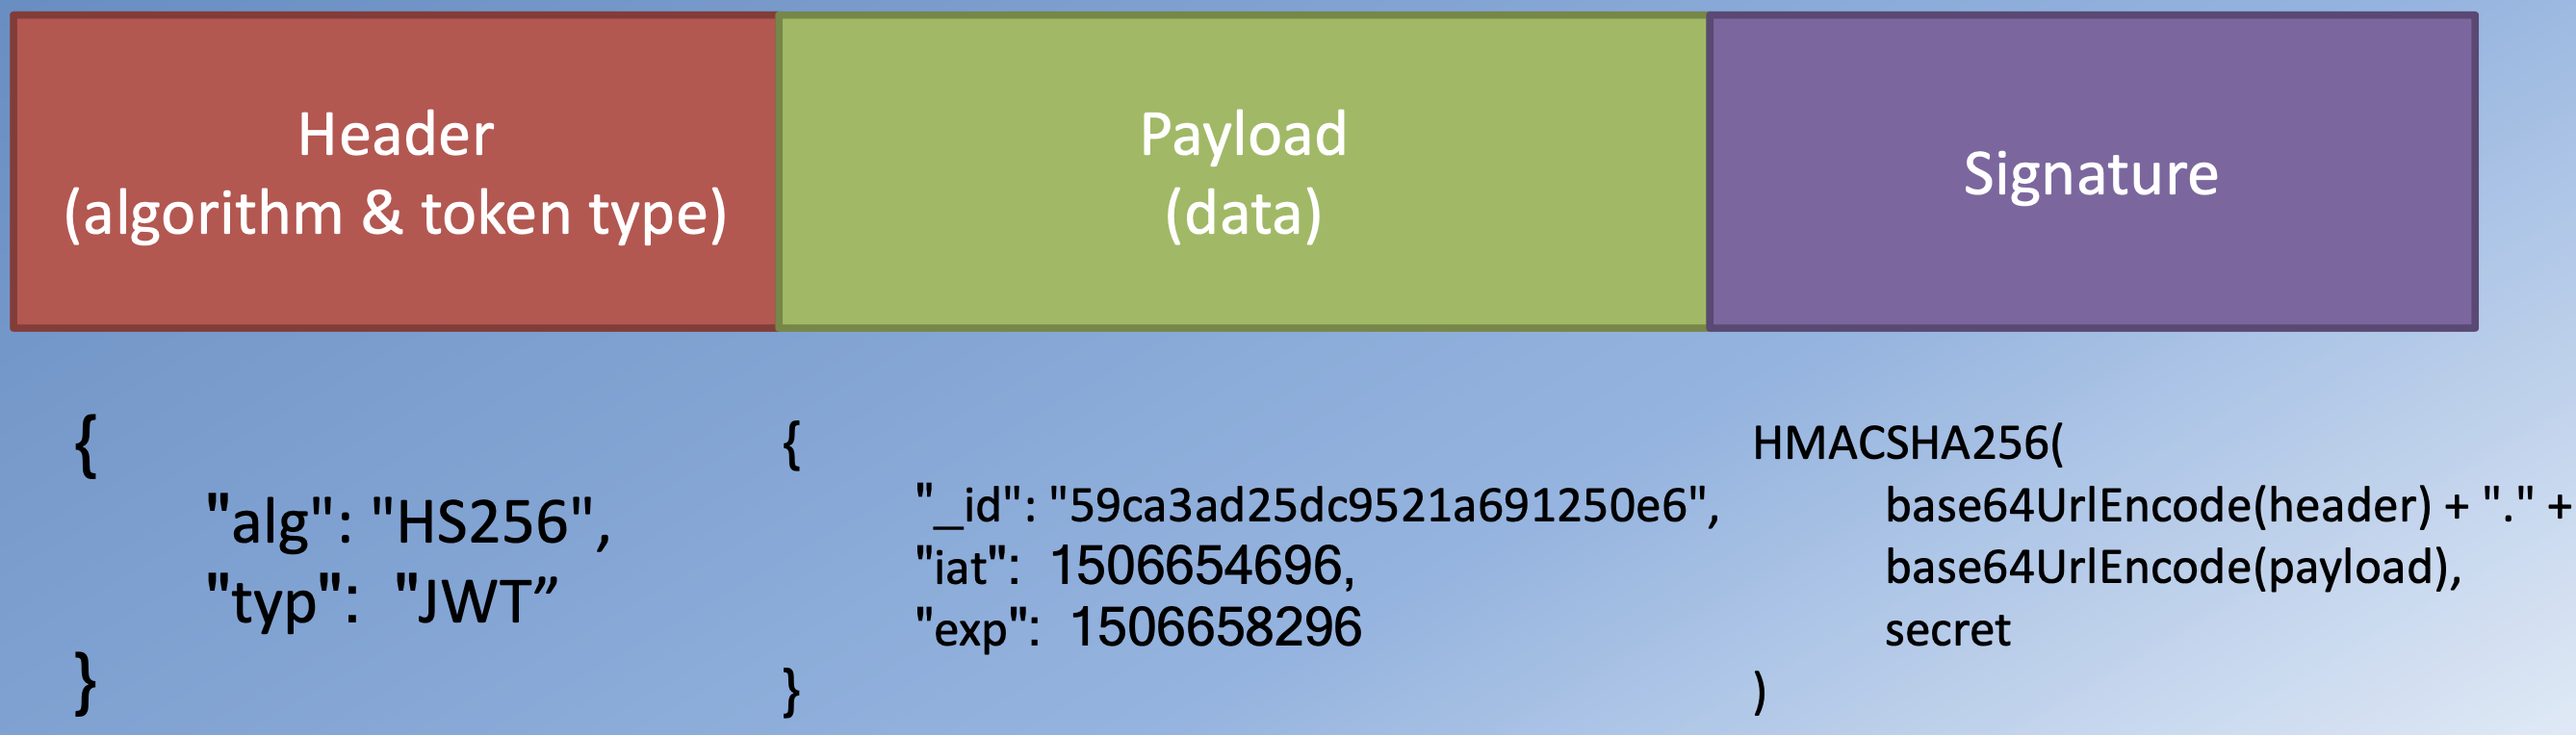 Header
(algorithm & token type)
Payload
(data)
Signature
{
"alg": "HS256",
"typ": "JWT”
}
{
"_id": "59ca3ad25dc9521a691250e6",
"iat": 1506654696,
"exp": 1506658296
}
HMACSHA256(
base64UrlEncode(header) + "." +
base64UrlEncode(payload),
secret
)